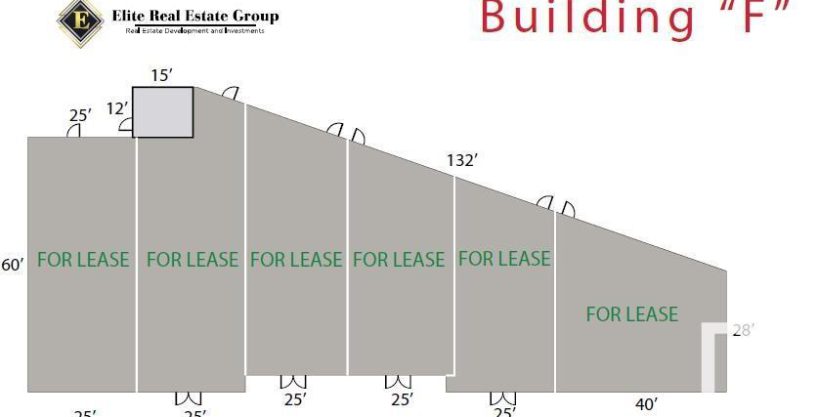 Elite Real Estate Group
Real Estate Development and Investments
Building "F"
15'
25'
12'
132'
60'
FOR LEASE
FOR LEASE
FOR LEASE
FOR LEASE
FOR LEASE
FOR LEASE
28'
25'
25'
25'
25'
25'
40'
E